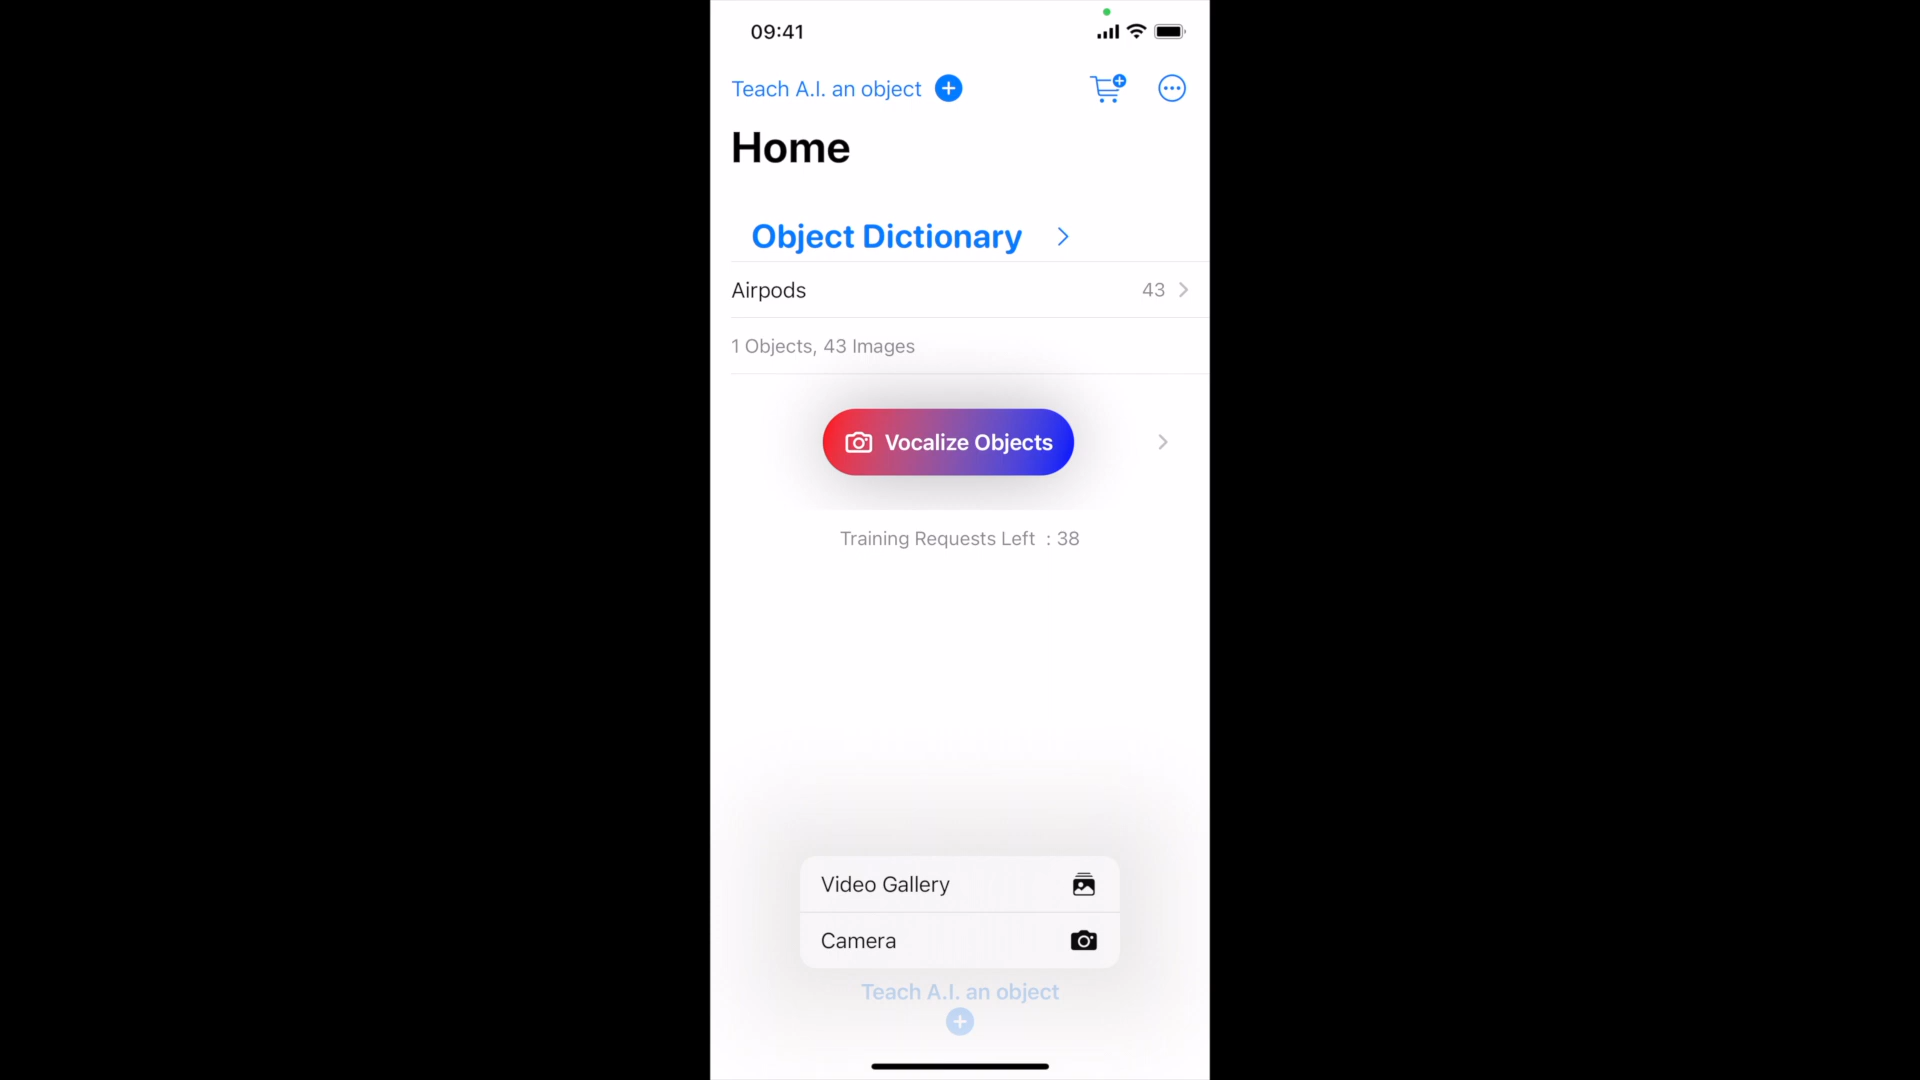 09:41
Teach A.I. an object
Home
Object Dictionary
Airpods 43
1 Objects, 43 Images
Vocalize Objects
Training Requests Left : 38
Video Gallery
Camera
Teach A.I. an object